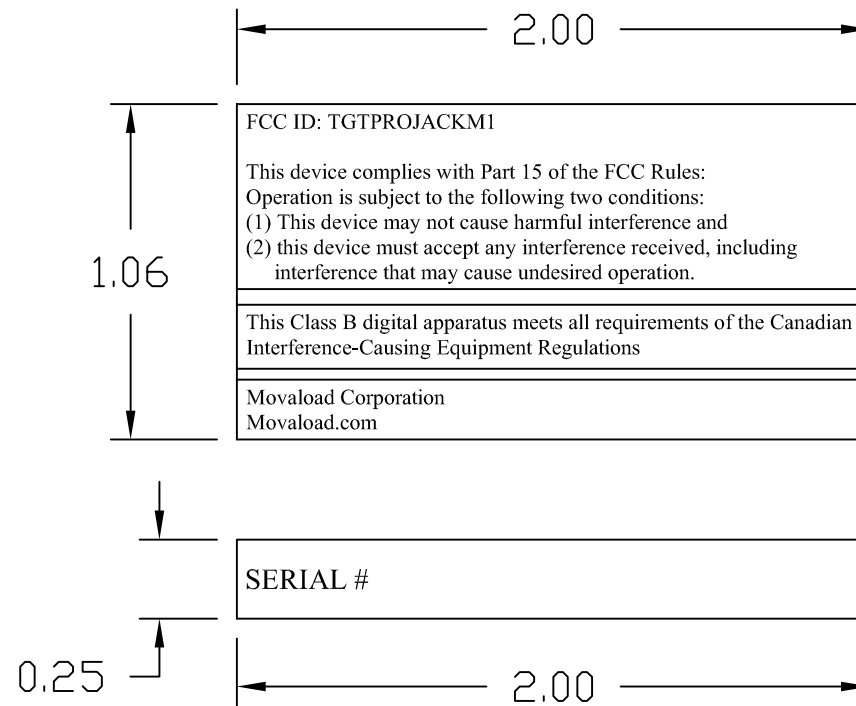 2.00
FCC ID: TGTPROJACKM1
This device complies with Part 15 of the FCC Rules:
Operation is subject to the following two conditions:
(1) This device may not cause harmful interference and
(2) this device must accept any interference received, including
interference that may cause undesired operation.
1.06
This Class B digital apparatus meets all requirements of the Canadian
Interference-Causing Equipment Regulations
Movaload Corporation
Movaload.com
SERIAL #
0.25
2.00